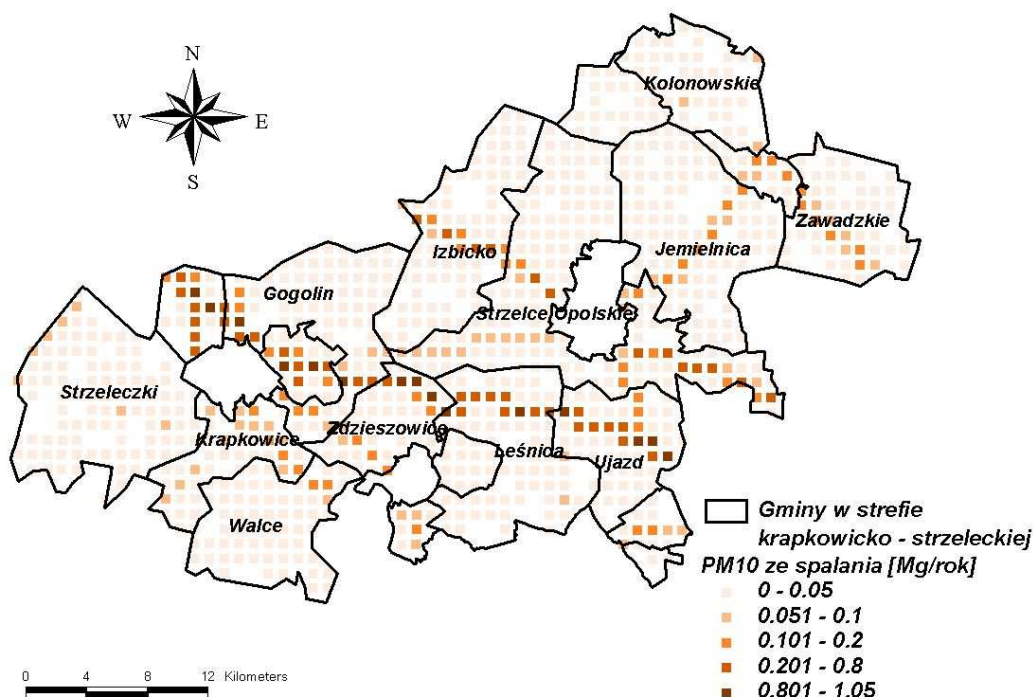 N
W E
S
Kolonowskie
Zawadzkie
Izbicko
Jemielnica
Gogolin
Strzelce Opolskie
Strzeleczki
Zdzieszowice
Krapkowice
Leśnica
Ujazd
Walce
Gminy w strefie
krapkowicko - strzeleckiej
PM10 ze spalania [Mg/rok]
0 - 0.05
0.051 - 0.1
0.101 - 0.2
0.201 - 0.8
0.801 - 1.05
0 4 8 12 Kilometers